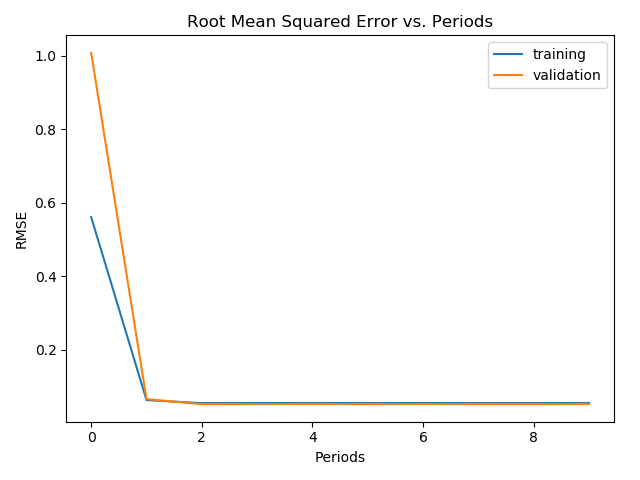 Root Mean Squared Error vs. Periods
training
validation
1.0
0.8
0.6
0.4
0.2
RMSE
0 2 4 6 8
Periods